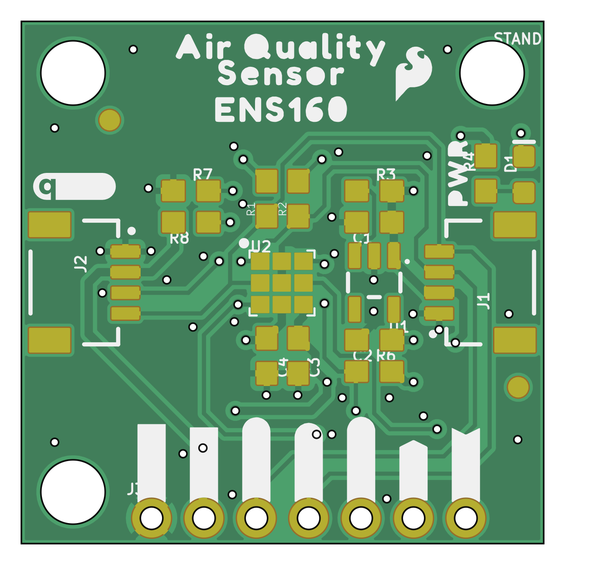 Air Quality
STAND
Sensor
ENS160
PWR
R4
D1
R7
R3
q
R1
R2
R8
U2
C1
J2
J1
U1
C2
R6
C4
C3
J3